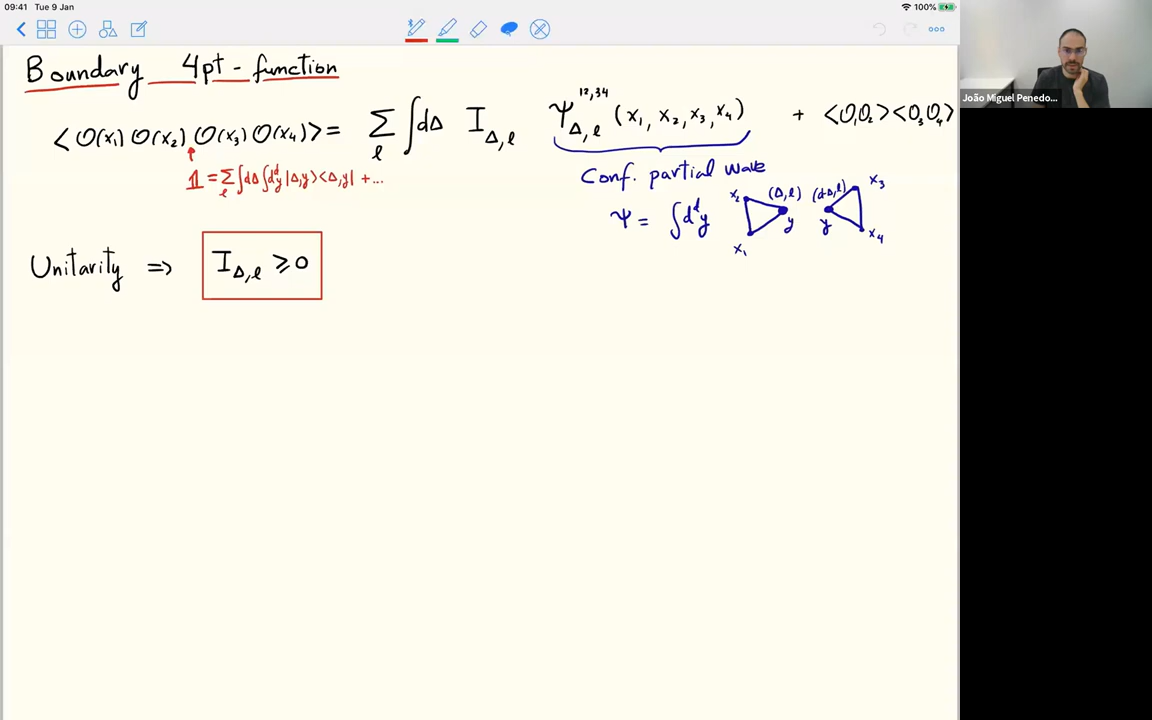 09:41 Tue 9 Jan
100%
João Miguel Penedo...
Boundary 4pt-function
<O(x₁) O(x₂) O(x₃) O(x₄)> = Σ_ℓ ∫dΔ I_{Δ,ℓ} Ψ^{12,34}_{Δ,ℓ} (x₁, x₂, x₃, x₄) + <O₁O₂><O₃O₄>
𝟙 = Σ_ℓ ∫dΔ ∫d^d y |Δ,y><Δ,y| + ...
Conf. partial wave
Ψ = ∫d^d y x₂ x₁ (Δ,ℓ) y (d-Δ,ℓ) y x₃ x₄
Unitarity ⇒ I_{Δ,ℓ} ⩾ 0